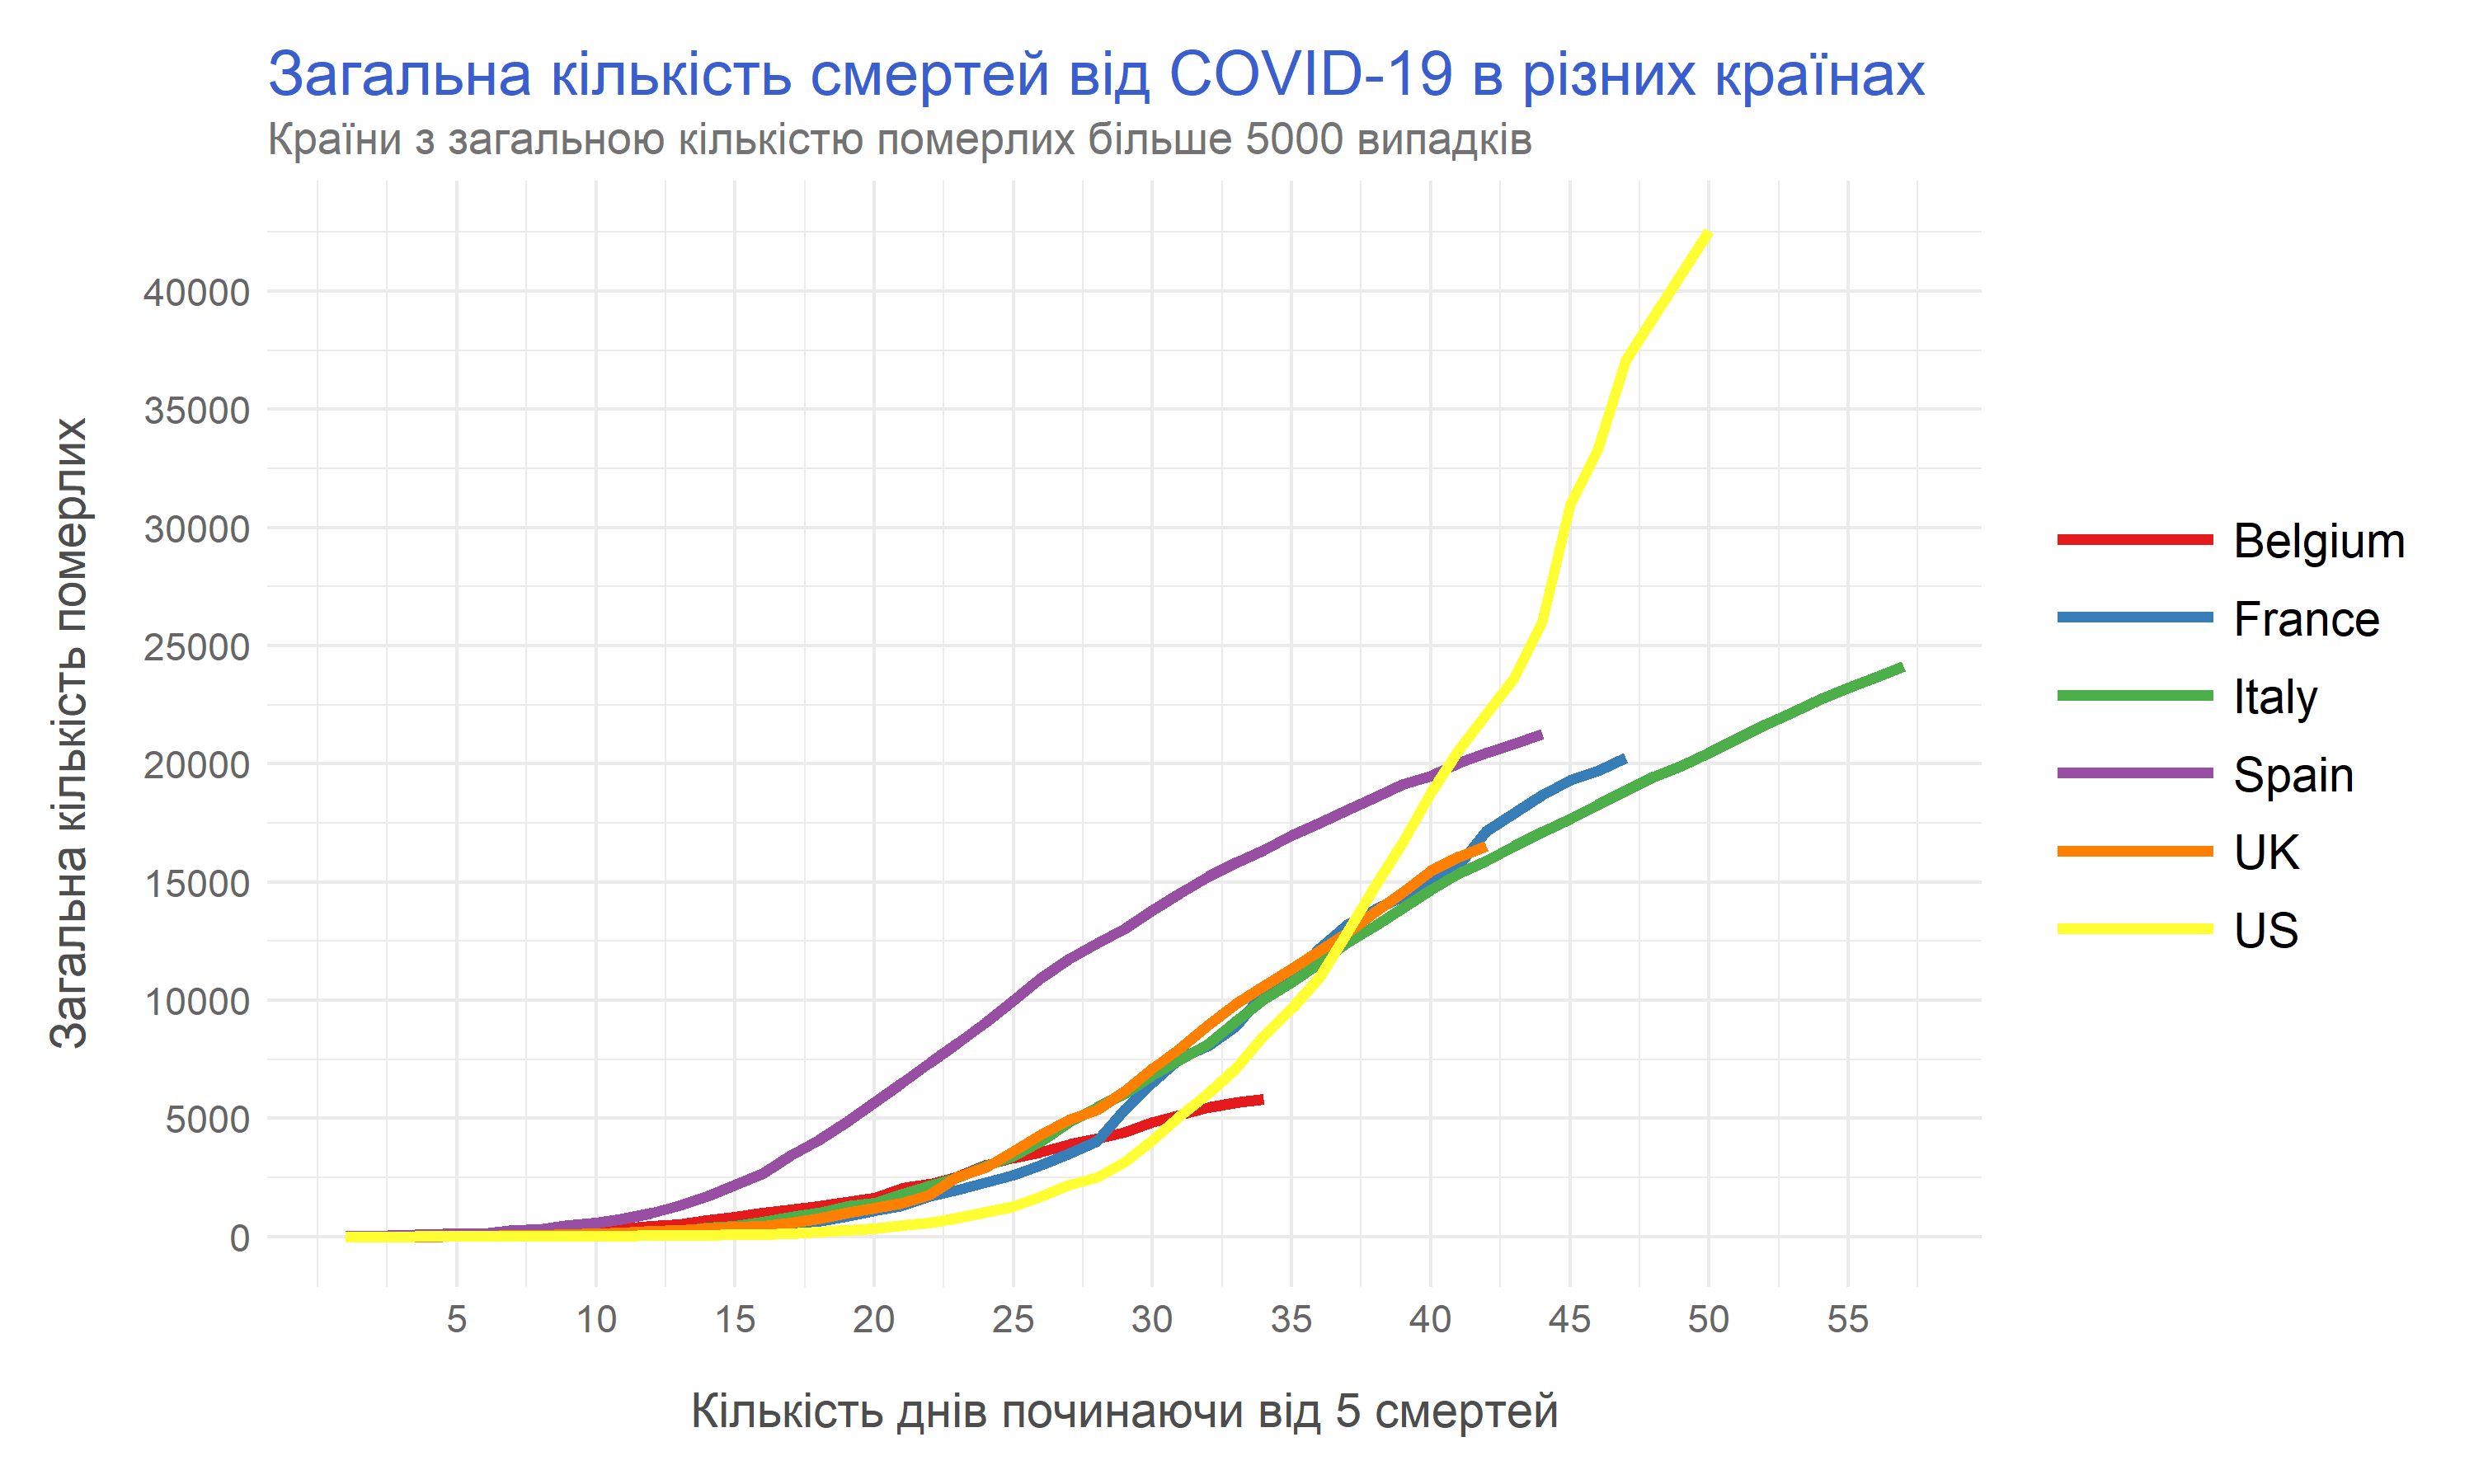 Загальна кількість смертей від COVID-19 в різних країнах
Країни з загальною кількістю померлих більше 5000 випадків
Загальна кількість померлих
40000
35000
30000
25000
20000
15000
10000
5000
0
5 10 15 20 25 30 35 40 45 50 55
Кількість днів починаючи від 5 смертей
Belgium
France
Italy
Spain
UK
US